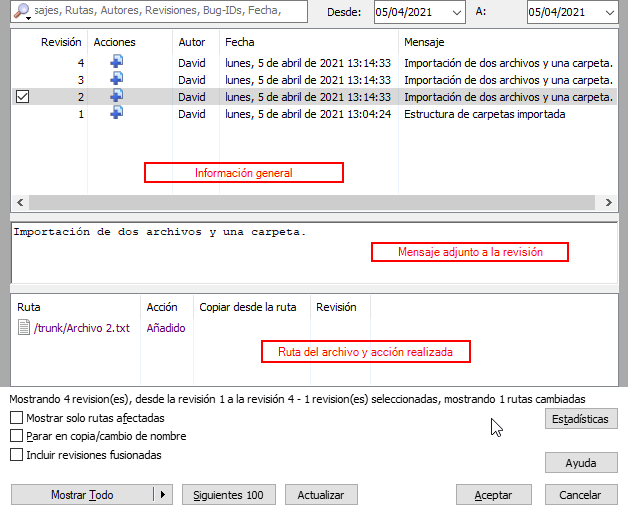 sajes, Rutas, Autores, Revisiones, Bug-IDs, Fecha, Desde: 05/04/2021 A: 05/04/2021
Revisión Acciones Autor Fecha Mensaje
4 David lunes, 5 de abril de 2021 13:14:33 Importación de dos archivos y una carpeta.
3 David lunes, 5 de abril de 2021 13:14:33 Importación de dos archivos y una carpeta.
2 David lunes, 5 de abril de 2021 13:14:33 Importación de dos archivos y una carpeta.
1 David lunes, 5 de abril de 2021 13:04:24 Estructura de carpetas importada
Información general
Importación de dos archivos y una carpeta.
Mensaje adjunto a la revisión
Ruta Acción Copiar desde la ruta Revisión
/trunk/Archivo 2.txt Añadido
Ruta del archivo y acción realizada
Mostrando 4 revision(es), desde la revisión 1 a la revisión 4 - 1 revision(es) seleccionadas, mostrando 1 rutas cambiadas
Mostrar solo rutas afectadas
Estadísticas
Parar en copia/cambio de nombre
Incluir revisiones fusionadas
Ayuda
Mostrar Todo Siguientes 100 Actualizar Aceptar Cancelar